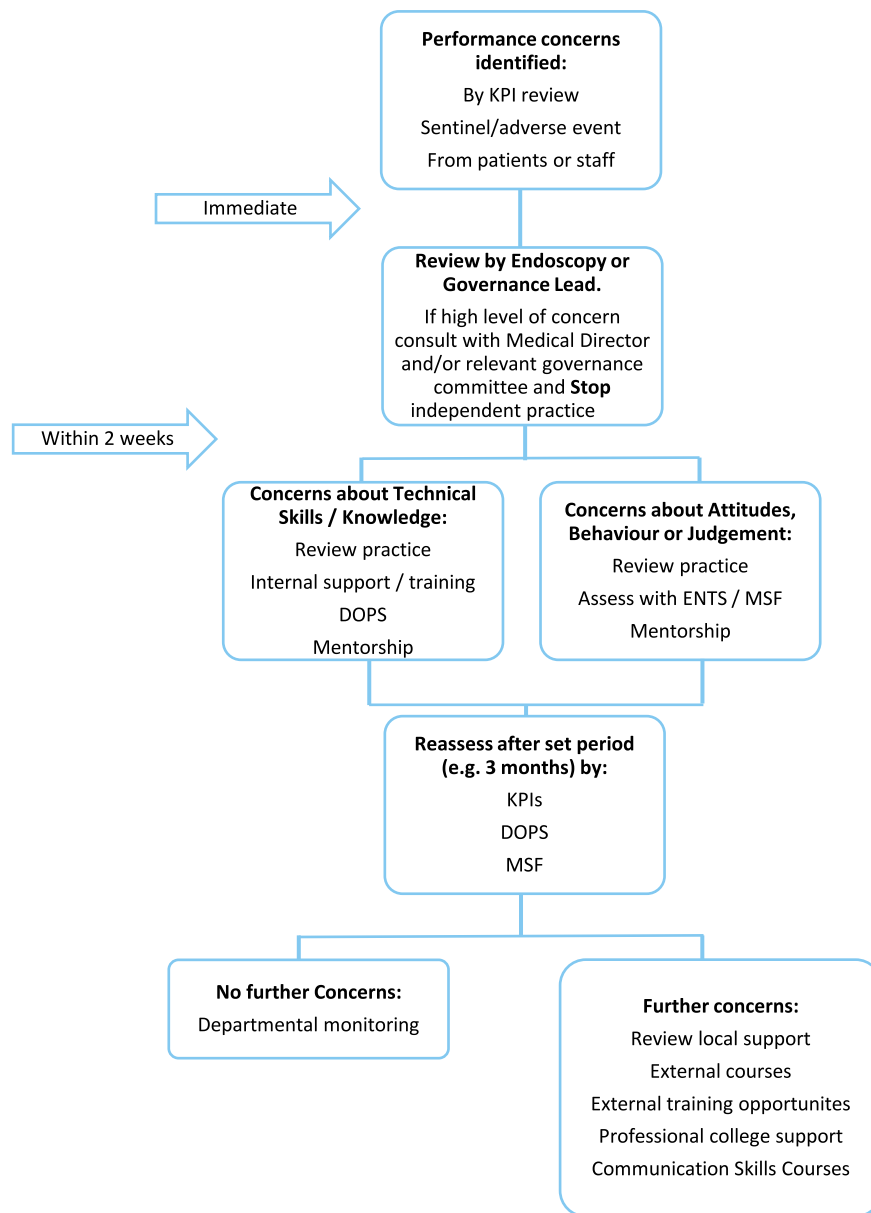 Performance concerns
identified:
By KPI review
Sentinel/adverse event
From patients or staff
Immediate
Review by Endoscopy or
Governance Lead.
If high level of concern
consult with Medical Director
and/or relevant governance
committee and Stop
independent practice
Within 2 weeks
Concerns about Technical
Skills / Knowledge:
Review practice
Internal support / training
DOPS
Mentorship
Concerns about Attitudes,
Behaviour or Judgement:
Review practice
Assess with ENTS / MSF
Mentorship
Reassess after set period
(e.g. 3 months) by:
KPIs
DOPS
MSF
No further Concerns:
Departmental monitoring
Further concerns:
Review local support
External courses
External training opportunites
Professional college support
Communication Skills Courses